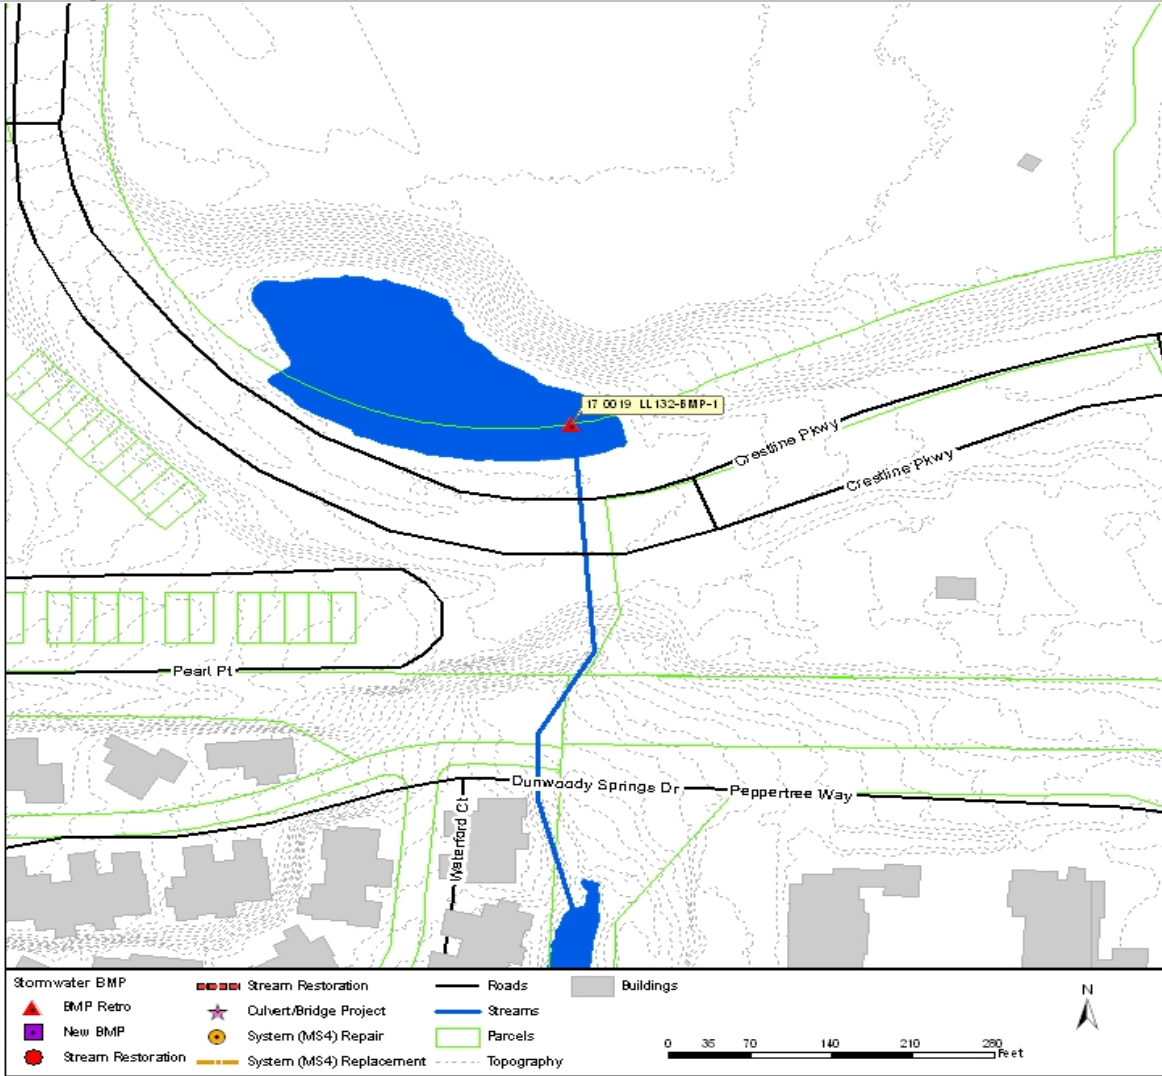 17 0019 LL132-BMP-1
Crestline Pkwy
Crestline Pkwy
Pearl Pt
Dunwoody Springs Dr
Peppertree Way
Waterford Ct
Stormwater BMP
BMP Retro
New BMP
Stream Restoration
Stream Restoration
Culvert/Bridge Project
System (MS4) Repair
System (MS4) Replacement
Roads
Streams
Parcels
Topography
Buildings
N
0 35 70 140 210 280
Feet